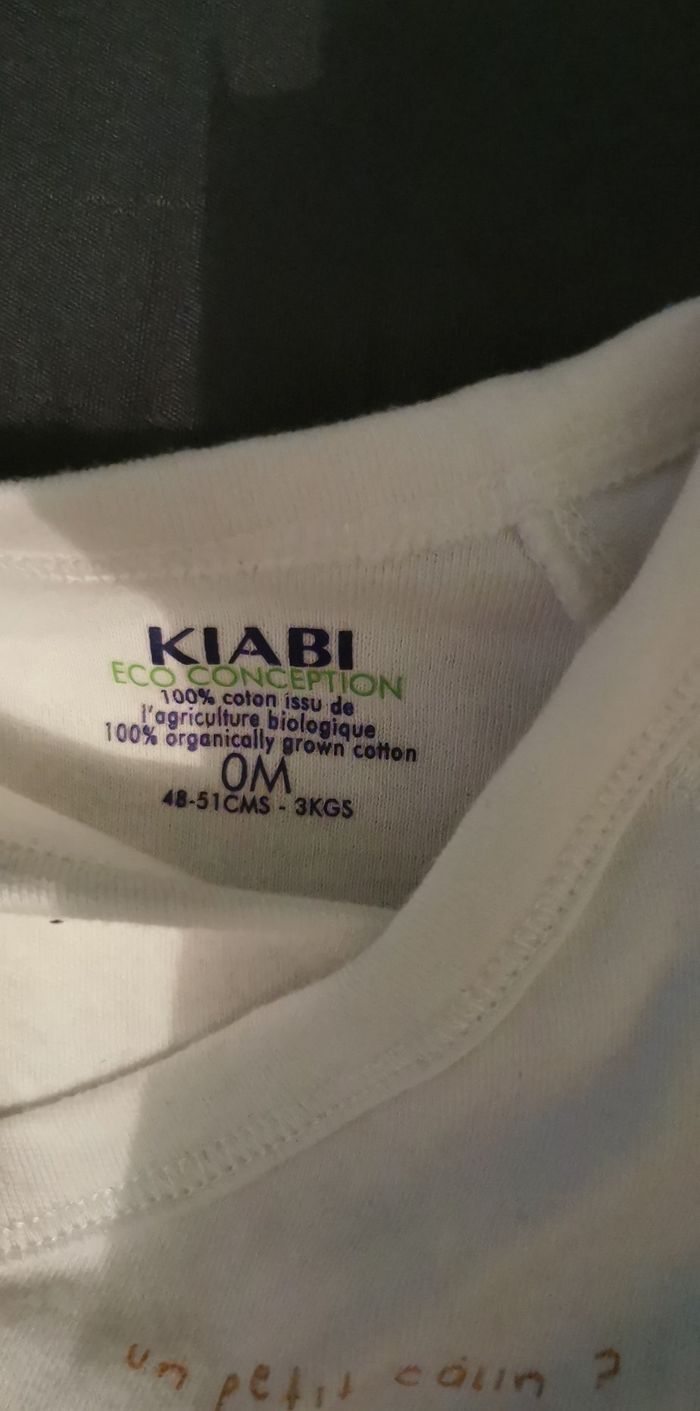 KIABI
ECO CONCEPTION
100% coton issu de
l'agriculture biologique
100% organically grown cotton
0M
48-51CMS - 3KGS
un petit câlin ?